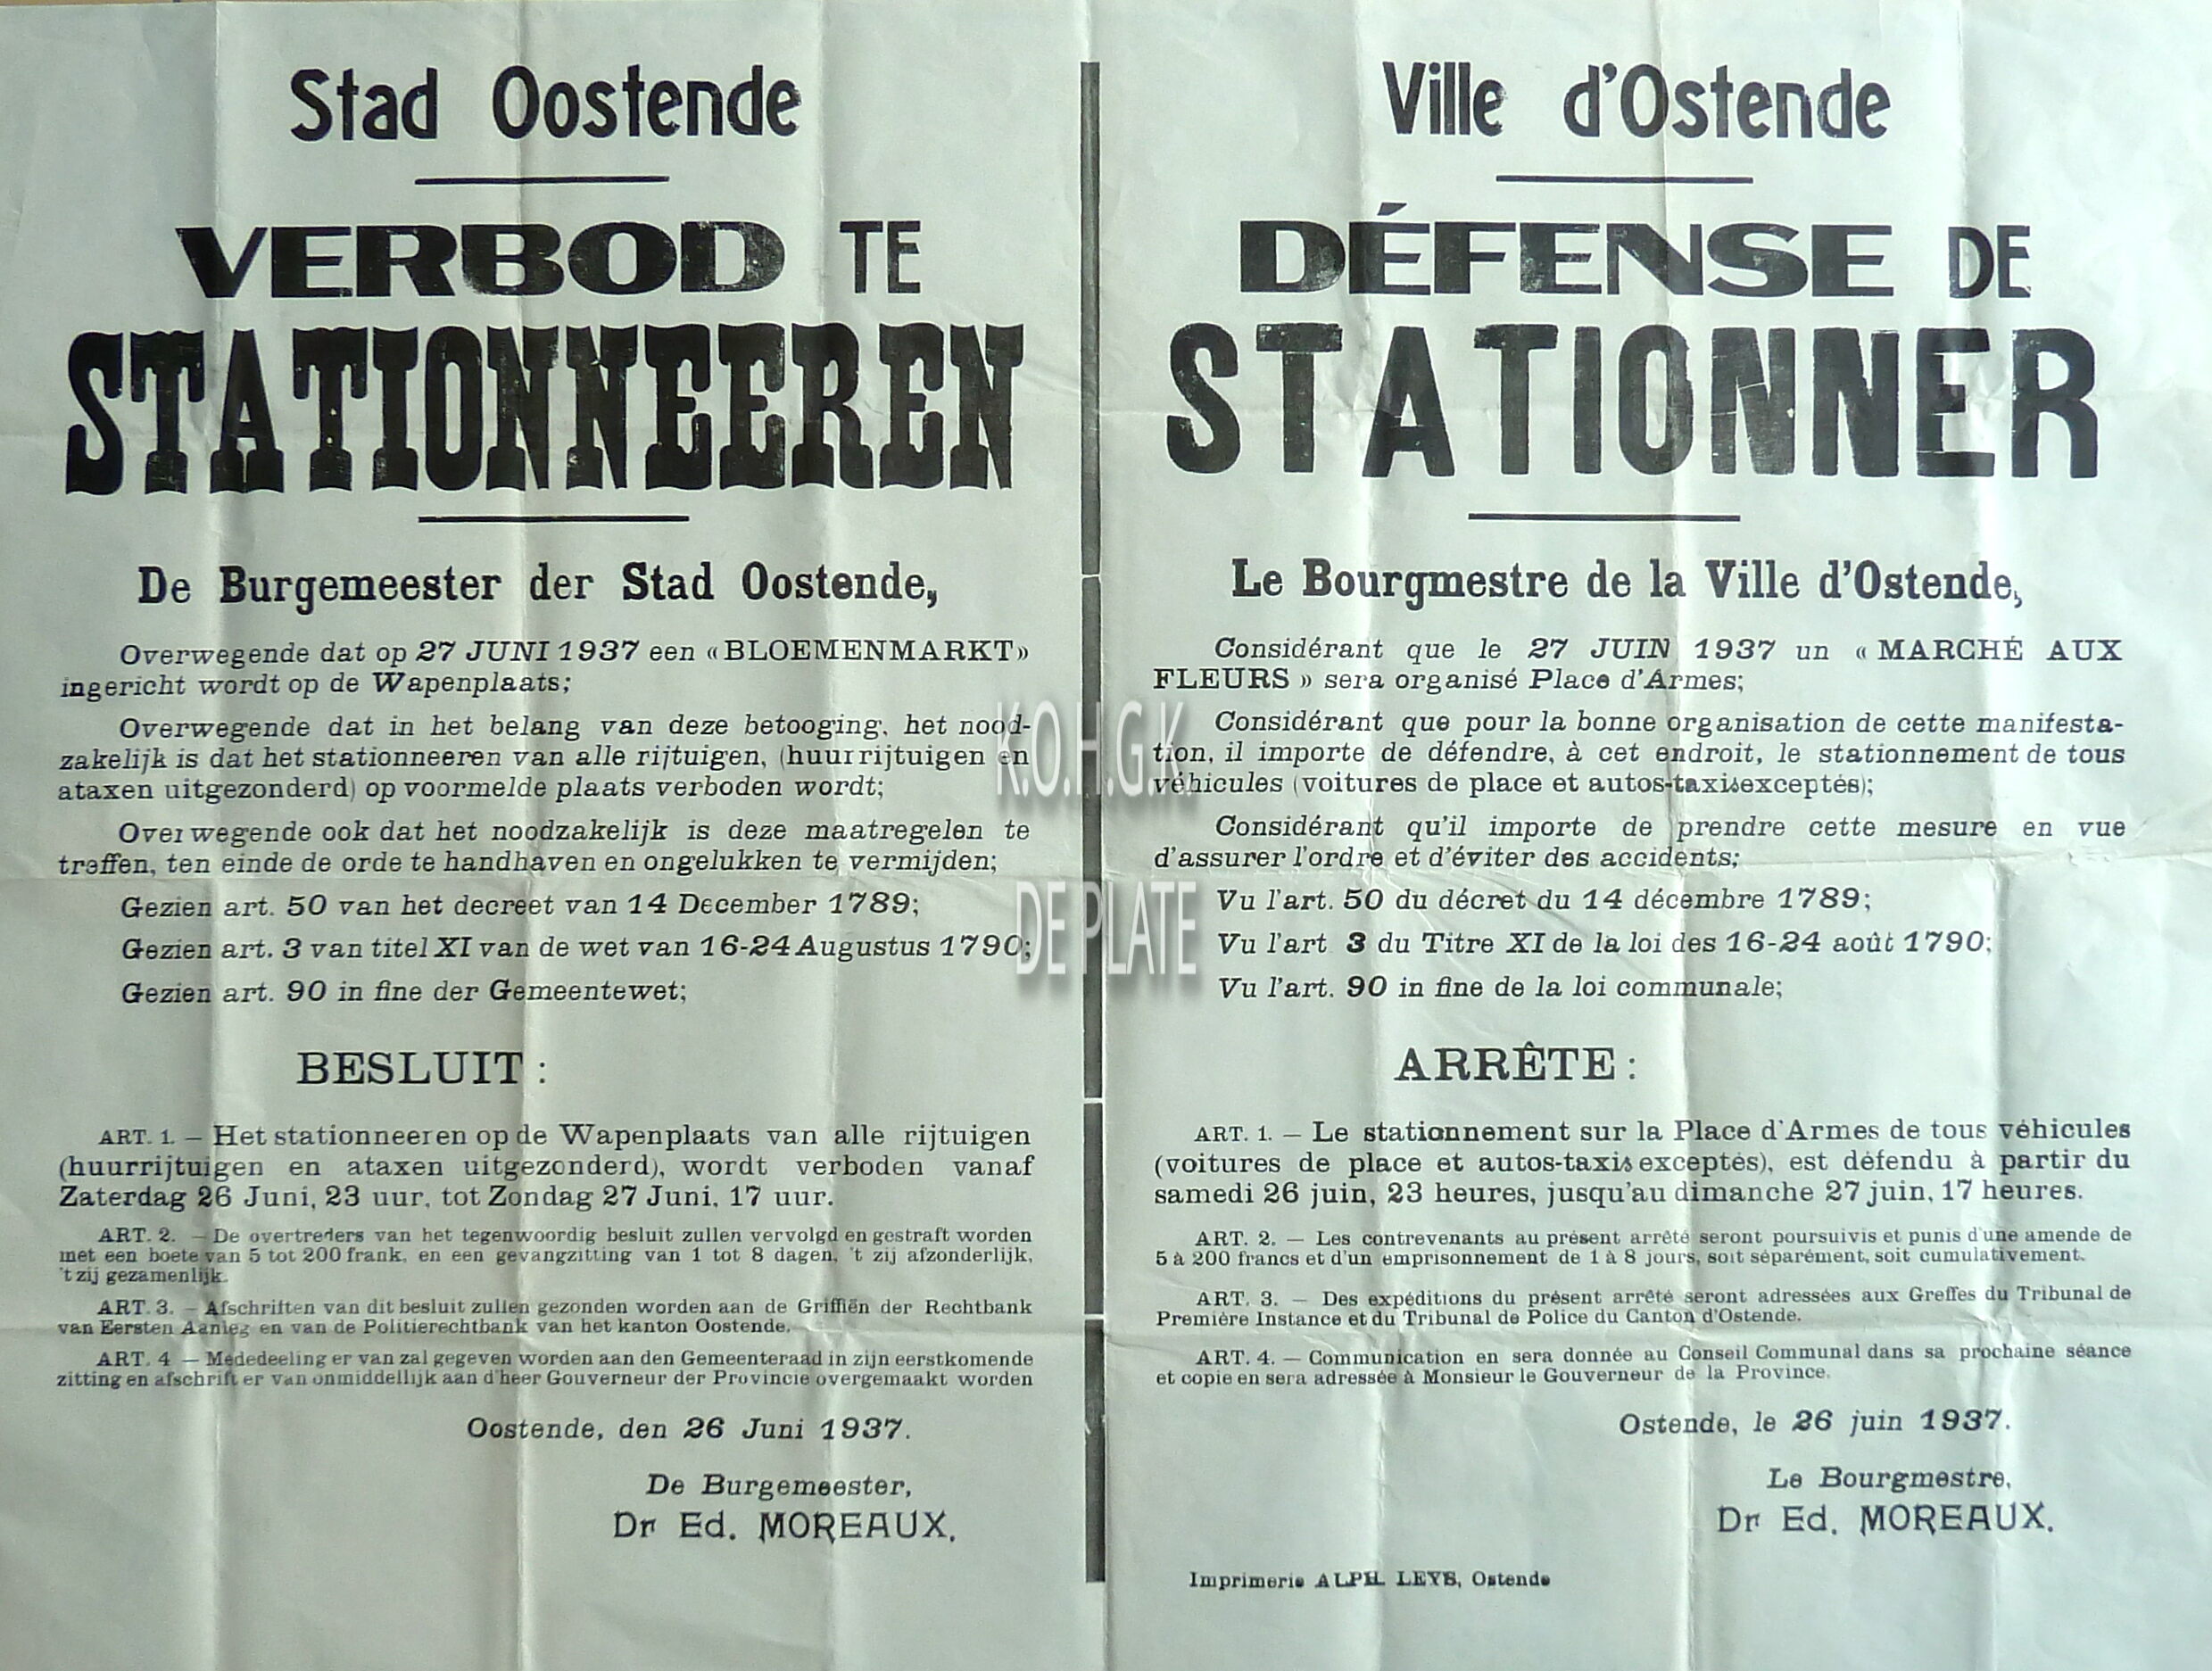 Stad Oostende
VERBOD TE
STATIONNEEREN
De Burgemeester der Stad Oostende,
Overwegende dat op 27 JUNI 1937 een « BLOEMENMARKT »
ingericht wordt op de Wapenplaats;
Overwegende dat in het belang van deze betooging, het nood-
zakelijk is dat het stationneeren van alle rijtuigen, (huurrijtuigen en
ataxen uitgezonderd) op voormelde plaats verboden wordt;
Overwegende ook dat het noodzakelijk is deze maatregelen te
treffen, ten einde de orde te handhaven en ongelukken te vermijden;
Gezien art. 50 van het decreet van 14 December 1789;
Gezien art. 3 van titel XI van de wet van 16-24 Augustus 1790;
Gezien art. 90 in fine der Gemeentewet;
BESLUIT :
ART. 1. — Het stationneeren op de Wapenplaats van alle rijtuigen
(huurrijtuigen en ataxen uitgezonderd), wordt verboden vanaf
Zaterdag 26 Juni, 23 uur, tot Zondag 27 Juni, 17 uur.
ART. 2. — De overtreders van het tegenwoordig besluit zullen vervolgd en gestraft worden
met een boete van 5 tot 200 frank, en een gevangzitting van 1 tot 8 dagen, 't zij afzonderlijk,
't zij gezamenlijk.
ART. 3. — Afschriften van dit besluit zullen gezonden worden aan de Griffiën der Rechtbank
van Eersten Aanleg en van de Politierechtbank van het kanton Oostende.
ART. 4 — Mededeeling er van zal gegeven worden aan den Gemeenteraad in zijn eerstkomende
zitting en afschrift er van onmiddellijk aan d'heer Gouverneur der Provincie overgemaakt worden
Oostende, den 26 Juni 1937.
De Burgemeester,
Dr Ed. MOREAUX.
Ville d'Ostende
DÉFENSE DE
STATIONNER
Le Bourgmestre de la Ville d'Ostende,
Considérant que le 27 JUIN 1937 un « MARCHÉ AUX
FLEURS » sera organisé Place d'Armes;
Considérant que pour la bonne organisation de cette manifesta-
tion, il importe de défendre, à cet endroit, le stationnement de tous
véhicules (voitures de place et autos-taxis exceptés);
Considérant qu'il importe de prendre cette mesure en vue
d'assurer l'ordre et d'éviter des accidents;
Vu l'art. 50 du décret du 14 décembre 1789;
Vu l'art 3 du Titre XI de la loi des 16-24 août 1790;
Vu l'art. 90 in fine de la loi communale;
ARRÊTE :
ART. 1. — Le stationnement sur la Place d'Armes de tous véhicules
(voitures de place et autos-taxis exceptés), est défendu à partir du
samedi 26 juin, 23 heures, jusqu'au dimanche 27 juin, 17 heures.
ART. 2. — Les contrevenants au présent arrêté seront poursuivis et punis d'une amende de
5 à 200 francs et d'un emprisonnement de 1 à 8 jours, soit séparément, soit cumulativement.
ART. 3. — Des expéditions du présent arrêté seront adressées aux Greffes du Tribunal de
Première Instance et du Tribunal de Police du Canton d'Ostende.
ART. 4. — Communication en sera donnée au Conseil Communal dans sa prochaine séance
et copie en sera adressée à Monsieur le Gouverneur de la Province.
Ostende, le 26 juin 1937.
Le Bourgmestre,
Dr Ed. MOREAUX.
Imprimerie ALPH. LEYS, Ostende
K.O.H.G.K.
DE PLATE